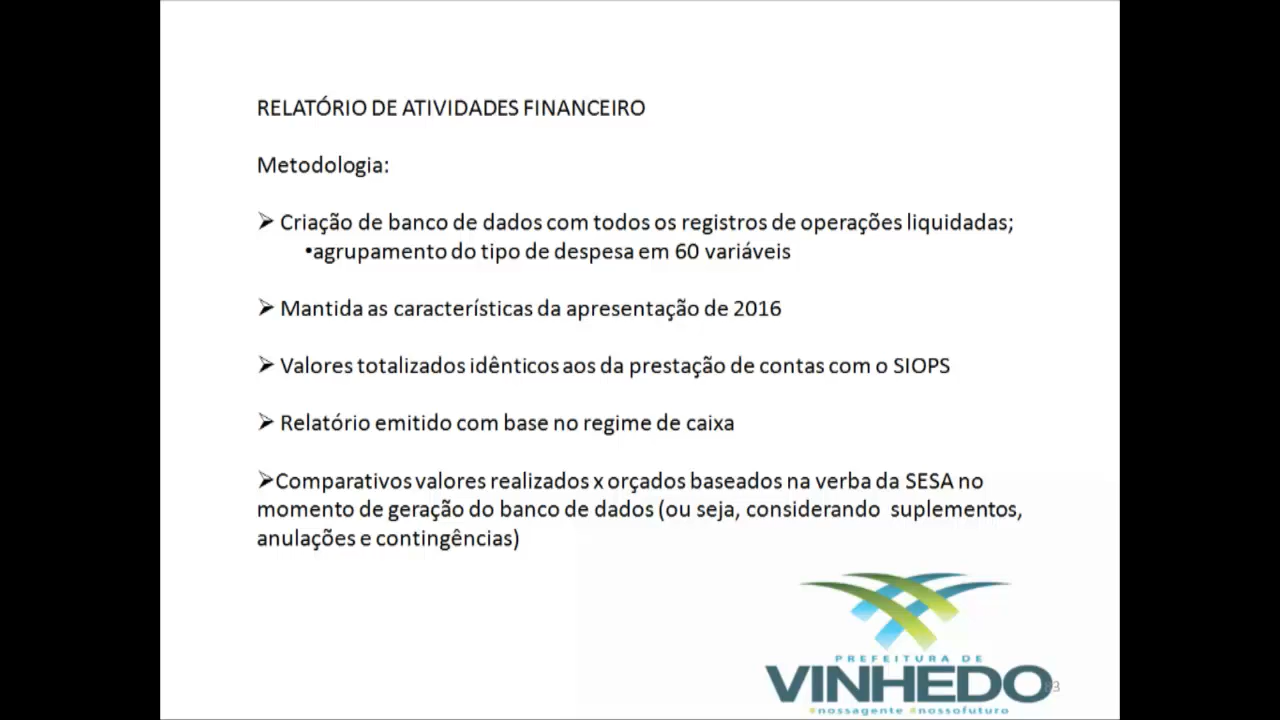 RELATÓRIO DE ATIVIDADES FINANCEIRO
Metodologia:
➢ Criação de banco de dados com todos os registros de operações liquidadas;
•agrupamento do tipo de despesa em 60 variáveis
➢ Mantida as características da apresentação de 2016
➢ Valores totalizados idênticos aos da prestação de contas com o SIOPS
➢ Relatório emitido com base no regime de caixa
➢Comparativos valores realizados x orçados baseados na verba da SESA no
momento de geração do banco de dados (ou seja, considerando suplementos,
anulações e contingências)
PREFEITURA DE
VINHEDO
#nossagente #nossofuturo